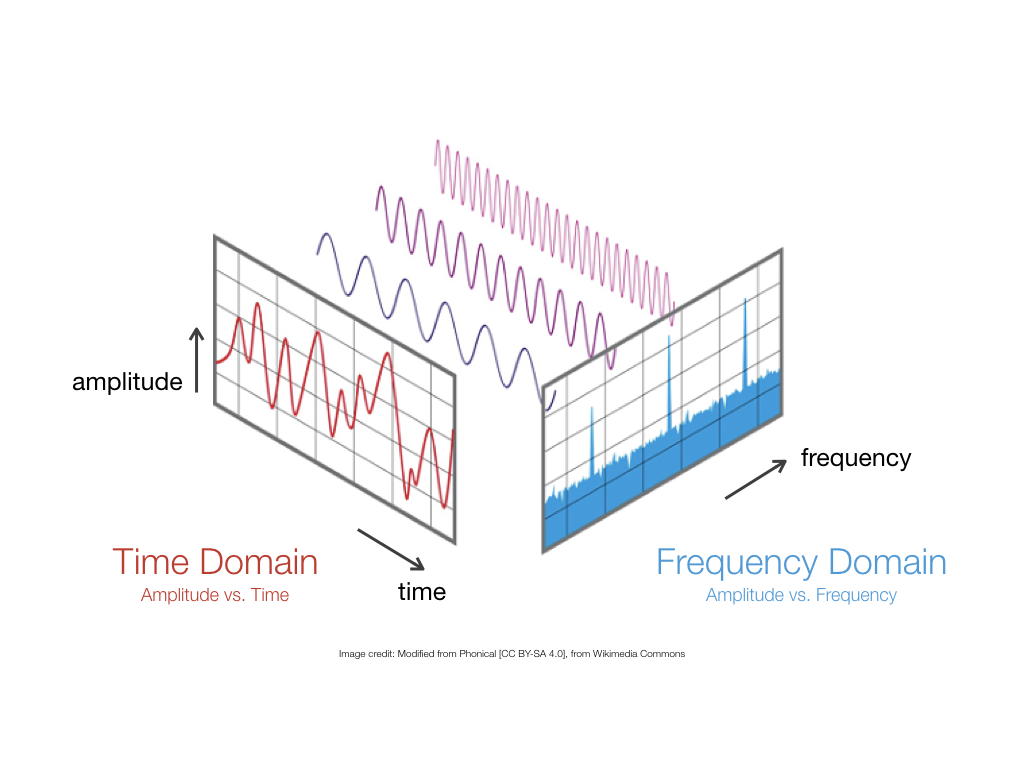 amplitude
frequency
Time Domain
Amplitude vs. Time
time
Frequency Domain
Amplitude vs. Frequency
Image credit: Modified from Phonical [CC BY-SA 4.0], from Wikimedia Commons